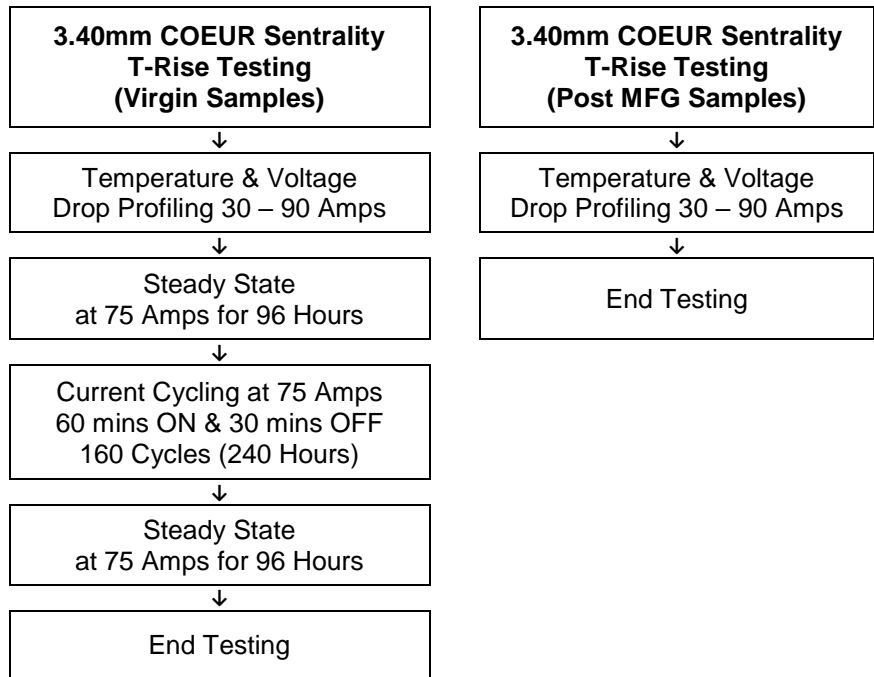 3.40mm COEUR Sentrality
T-Rise Testing
(Virgin Samples)
↓
Temperature & Voltage
Drop Profiling 30 – 90 Amps
↓
Steady State
at 75 Amps for 96 Hours
↓
Current Cycling at 75 Amps
60 mins ON & 30 mins OFF
160 Cycles (240 Hours)
↓
Steady State
at 75 Amps for 96 Hours
↓
End Testing
3.40mm COEUR Sentrality
T-Rise Testing
(Post MFG Samples)
↓
Temperature & Voltage
Drop Profiling 30 – 90 Amps
↓
End Testing